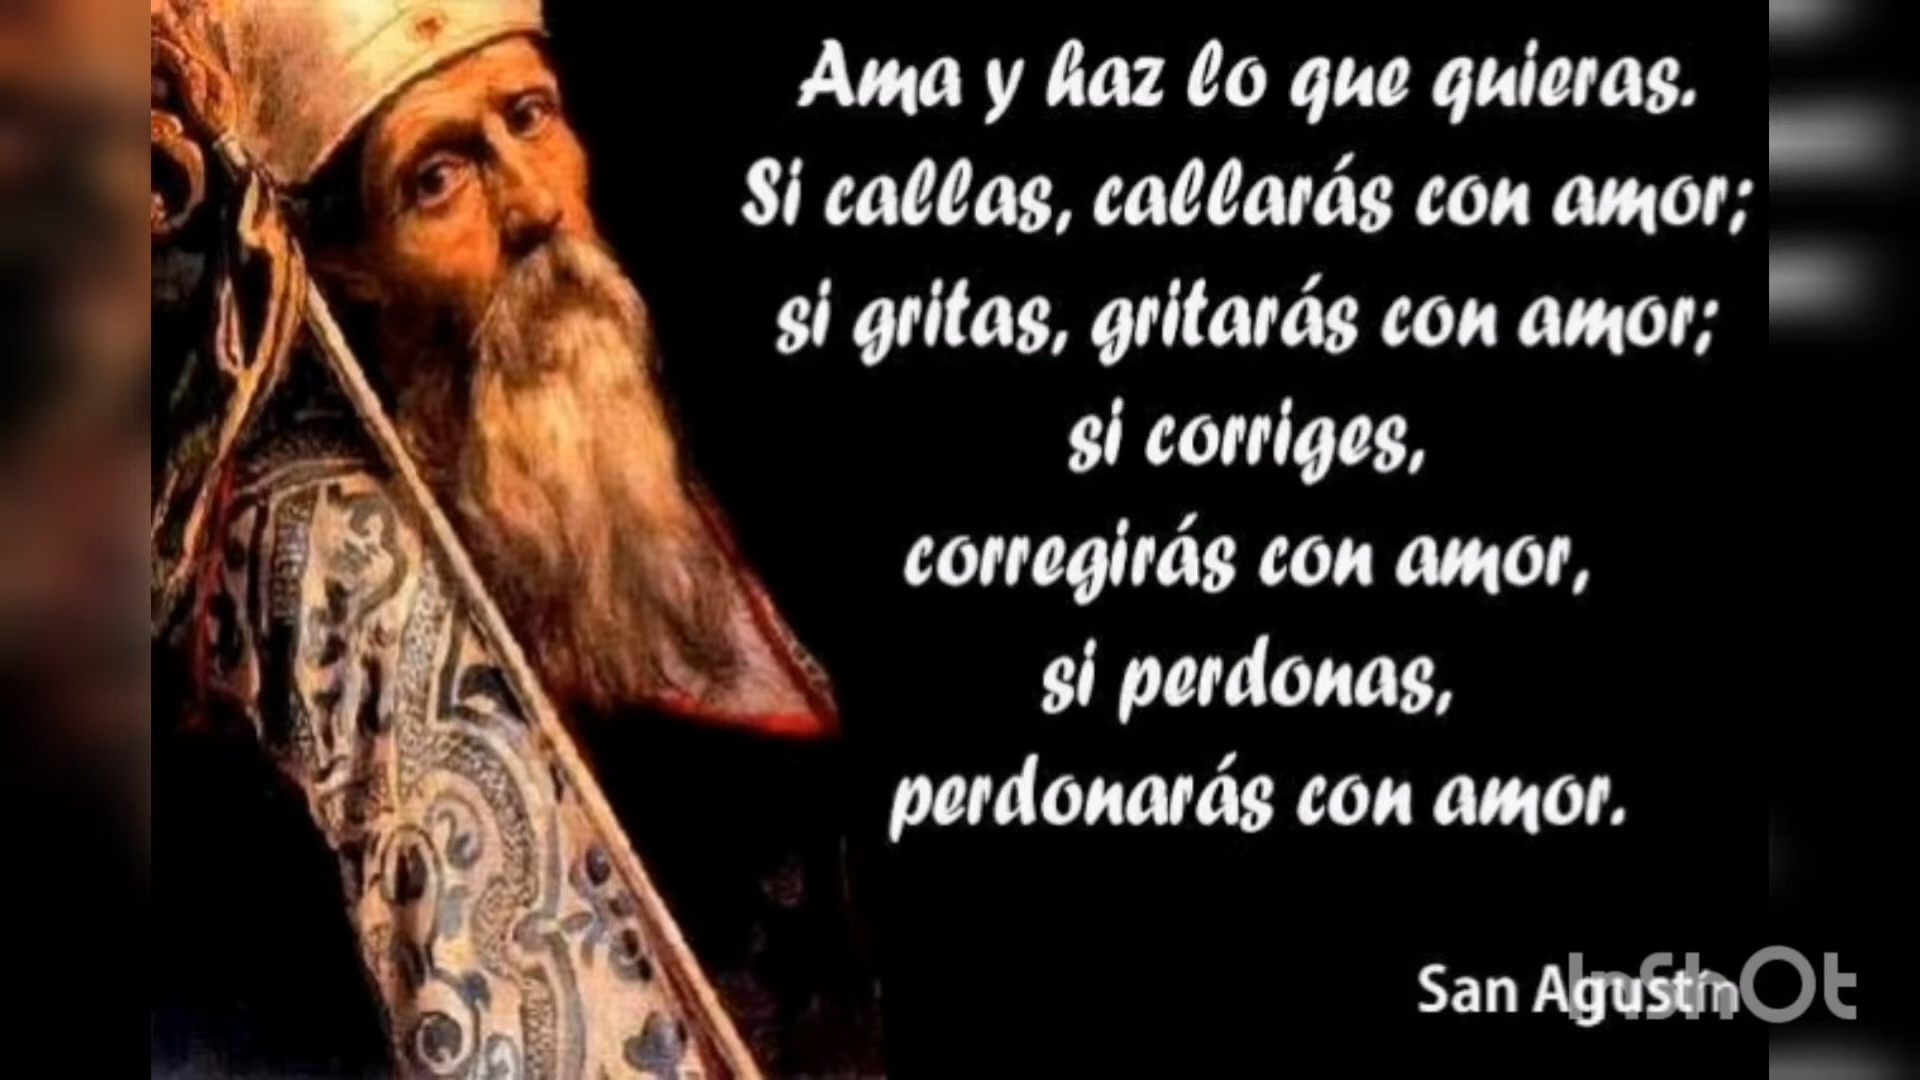 Ama y haz lo que quieras.
Si callas, callarás con amor;
si gritas, gritarás con amor;
si corriges,
corregirás con amor,
si perdonas,
perdonarás con amor.
San Agustín
InShOt